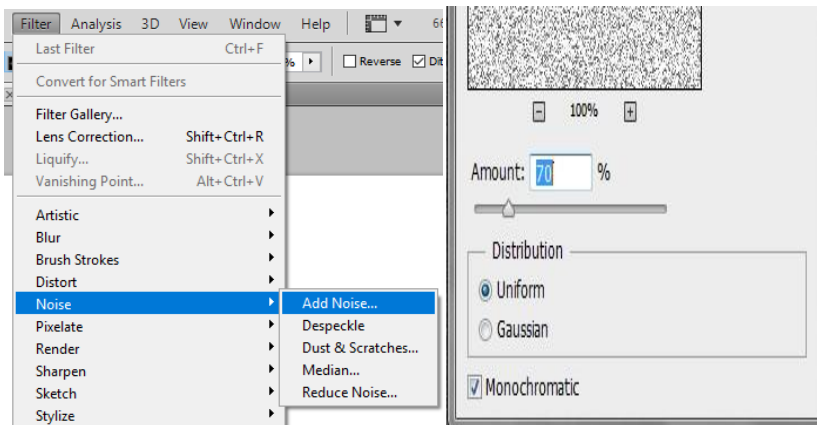 Filter Analysis 3D View Window Help 66
Last Filter Ctrl+F
% Reverse Dit
Convert for Smart Filters
Filter Gallery...
Lens Correction... Shift+Ctrl+R
Liquify... Shift+Ctrl+X
Vanishing Point... Alt+Ctrl+V
Artistic
Blur
Brush Strokes
Distort
Noise
Pixelate
Render
Sharpen
Sketch
Stylize
Add Noise...
Despeckle
Dust & Scratches...
Median...
Reduce Noise...
100%
Amount: 70 %
Distribution
Uniform
Gaussian
Monochromatic